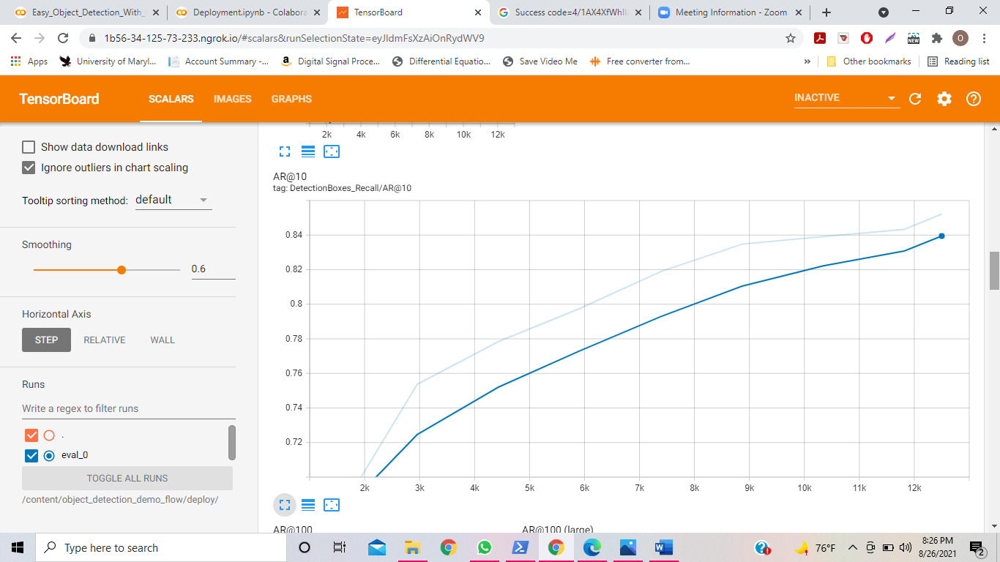 Easy_Object_Detection_With_
Deployment.ipynb - Colabora
TensorBoard
Success code=4/1AX4XfWhIl
Meeting Information - Zoom
1b56-34-125-73-233.ngrok.io/#scalars&runSelectionState=eyJldmFsXzAiOnRydWV9
O
Apps
University of Maryl...
Account Summary -...
Digital Signal Proce...
Differential Equatio...
Save Video Me
Free converter from...
»
Other bookmarks
Reading list
TensorBoard
SCALARS
IMAGES
GRAPHS
INACTIVE
Show data download links
Ignore outliers in chart scaling
Tooltip sorting method: default
Smoothing
0.6
Horizontal Axis
STEP
RELATIVE
WALL
Runs
Write a regex to filter runs
.
eval_0
TOGGLE ALL RUNS
/content/object_detection_demo_flow/deploy/
2k 4k 6k 8k 10k 12k
AR@10
tag: DetectionBoxes_Recall/AR@10
0.84
0.82
0.8
0.78
0.76
0.74
0.72
2k 3k 4k 5k 6k 7k 8k 9k 10k 11k 12k
AR@100
AR@100 (large)
Type here to search
76°F
8:26 PM
8/26/2021
2